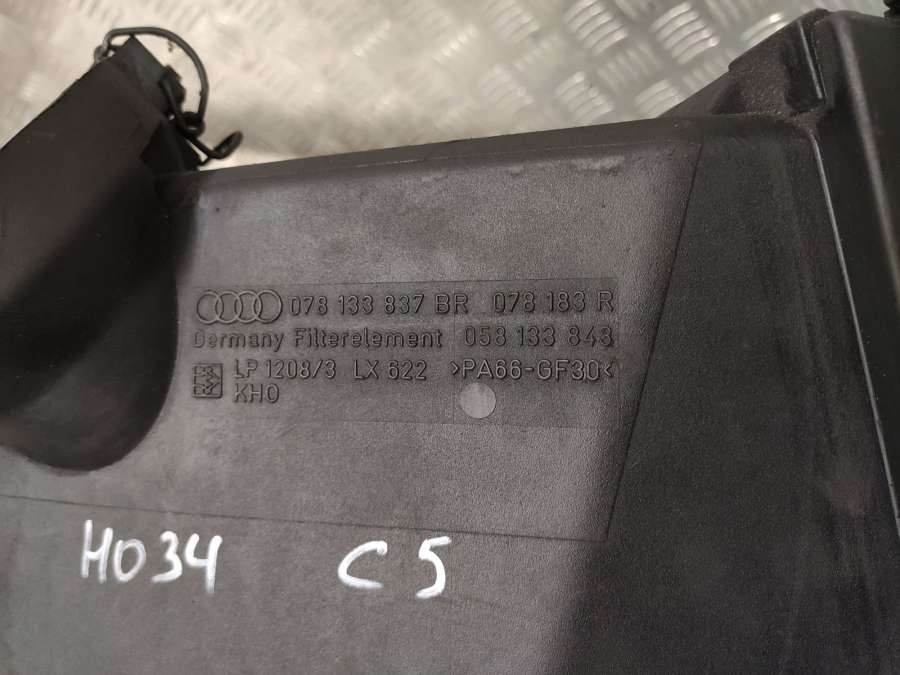 078 133 837 BR 078 183 R
Germany Filterelement 058 133 843
LP 1208/3 LX 622 >PA66-GF30<
KHO
HO34 C5